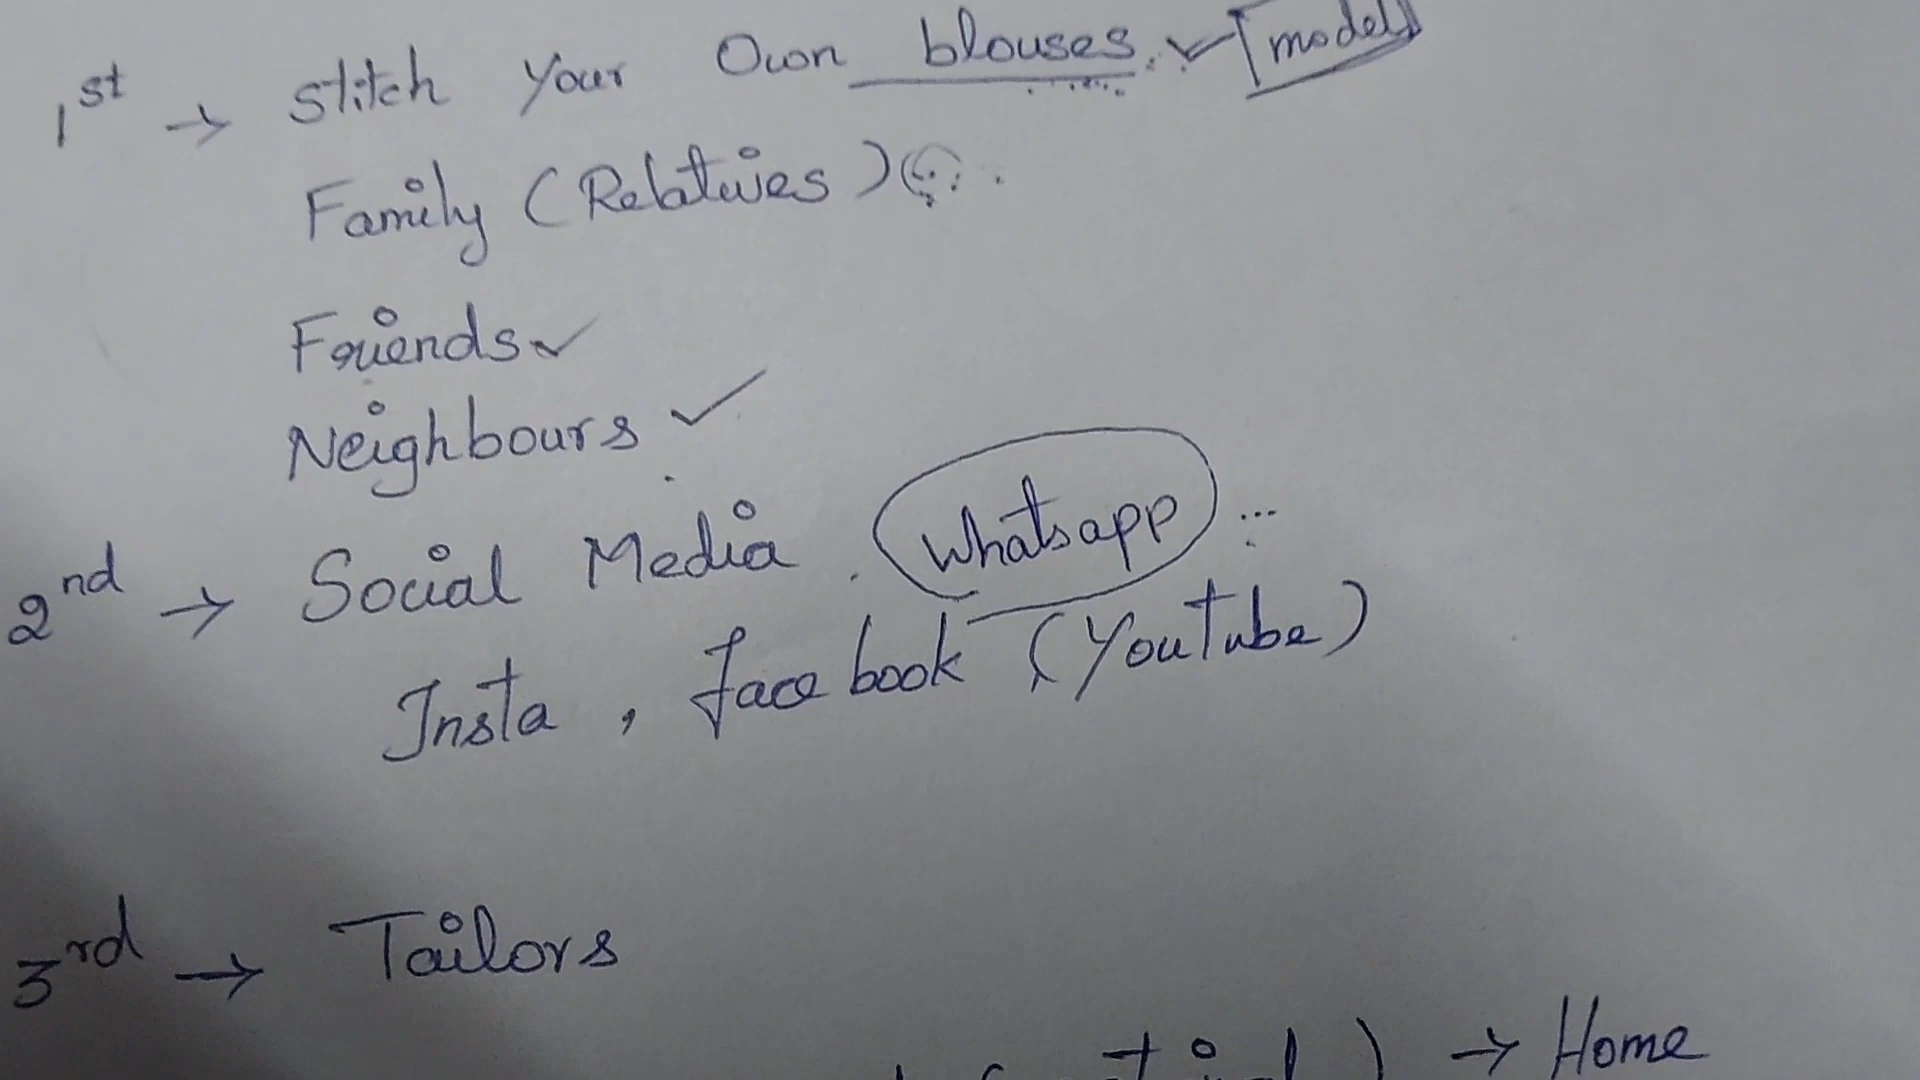 1st → Stitch Your Own blouses. ✓ [model]
Family (Relatives)
Friends ✓
Neighbours ✓
2nd → Social Media. Whatsapp ...
Insta, facebook (YouTube)
3rd → Tailors
→ Home